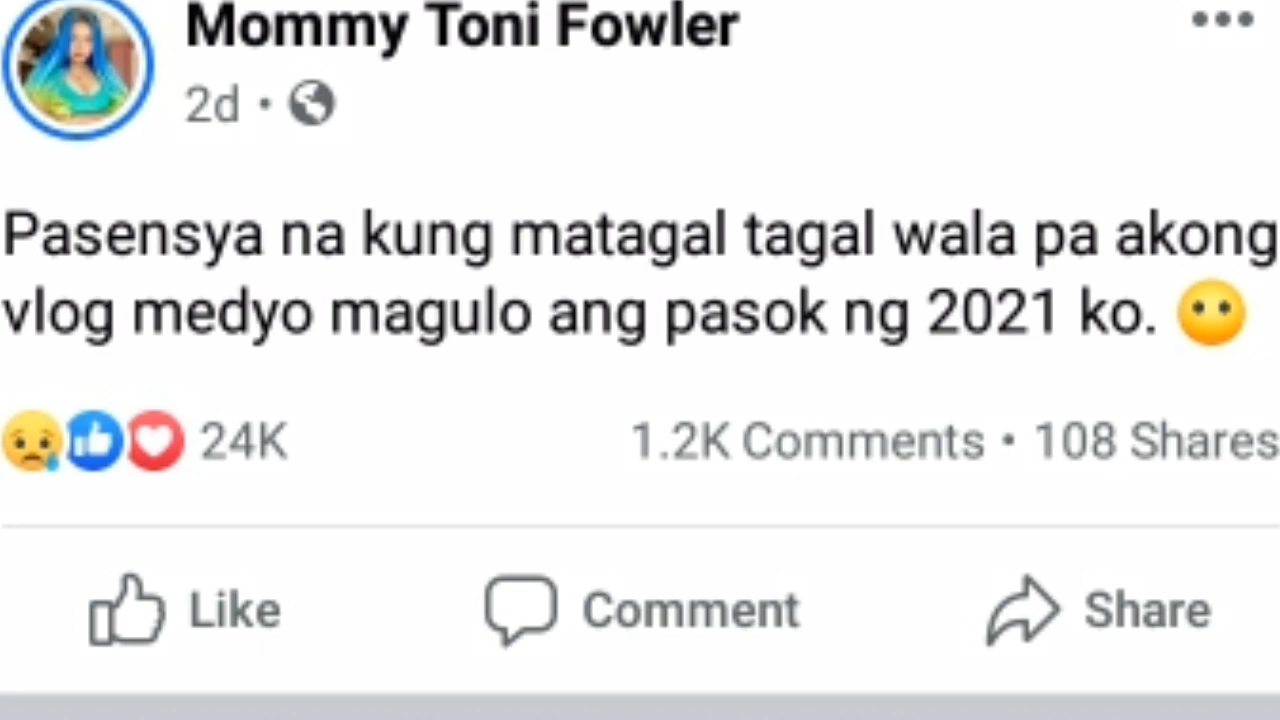 Mommy Toni Fowler
2d •
Pasensya na kung matagal tagal wala pa akong
vlog medyo magulo ang pasok ng 2021 ko. 😶
24K 1.2K Comments • 108 Shares
Like Comment Share